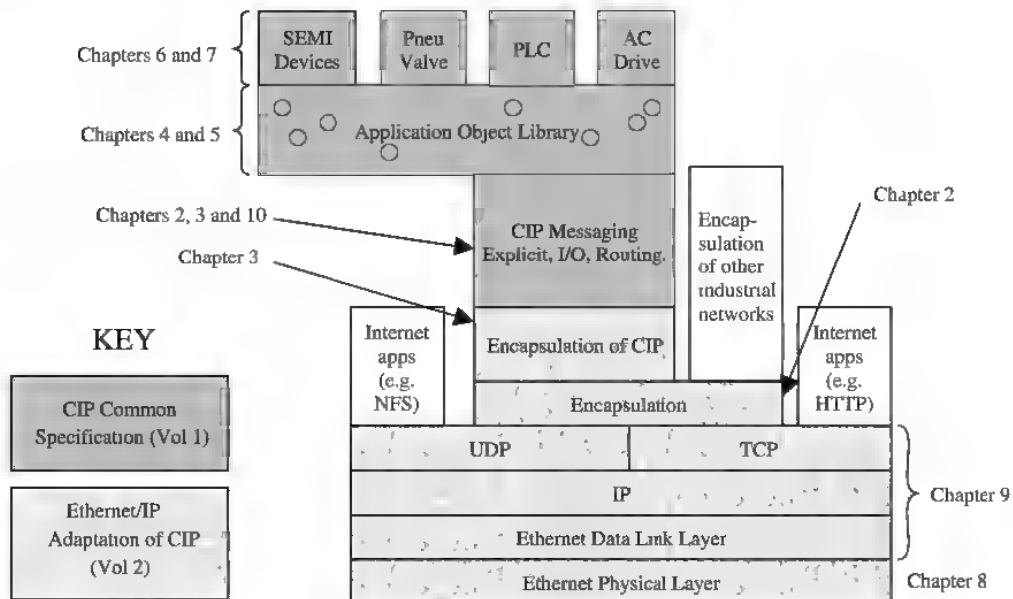 Chapters 6 and 7
SEMI
Devices
Pneu
Valve
PLC
AC
Drive
Chapters 4 and 5
Application Object Library
Chapters 2, 3 and 10
CIP Messaging
Explicit, I/O, Routing.
Encap-
sulation
of other
industrial
networks
Chapter 2
Chapter 3
KEY
Internet
apps
(e.g.
NFS)
Encapsulation of CIP
Internet
apps
(e.g.
HTTP)
Encapsulation
CIP Common
Specification (Vol 1)
UDP
TCP
IP
Chapter 9
Ethernet/IP
Adaptation of CIP
(Vol 2)
Ethernet Data Link Layer
Ethernet Physical Layer
Chapter 8